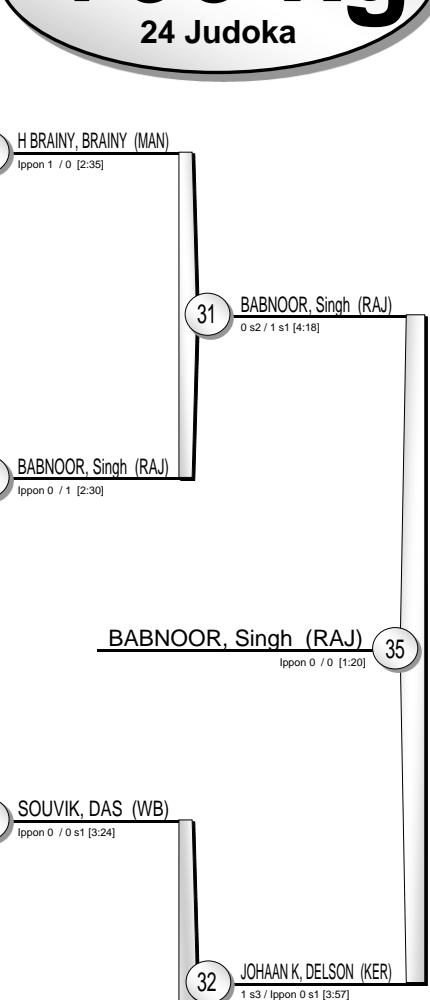 24 Judoka
H BRAINY, BRAINY (MAN)
Ippon 1 / 0 [2:35]
31
BABNOOR, Singh (RAJ)
0 s2 / 1 s1 [4:18]
BABNOOR, Singh (RAJ)
Ippon 0 / 1 [2:30]
BABNOOR, Singh (RAJ)
35
Ippon 0 / 0 [1:20]
SOUVIK, DAS (WB)
Ippon 0 / 0 s1 [3:24]
32
JOHAAN K, DELSON (KER)
1 s3 / Ippon 0 s1 [3:57]